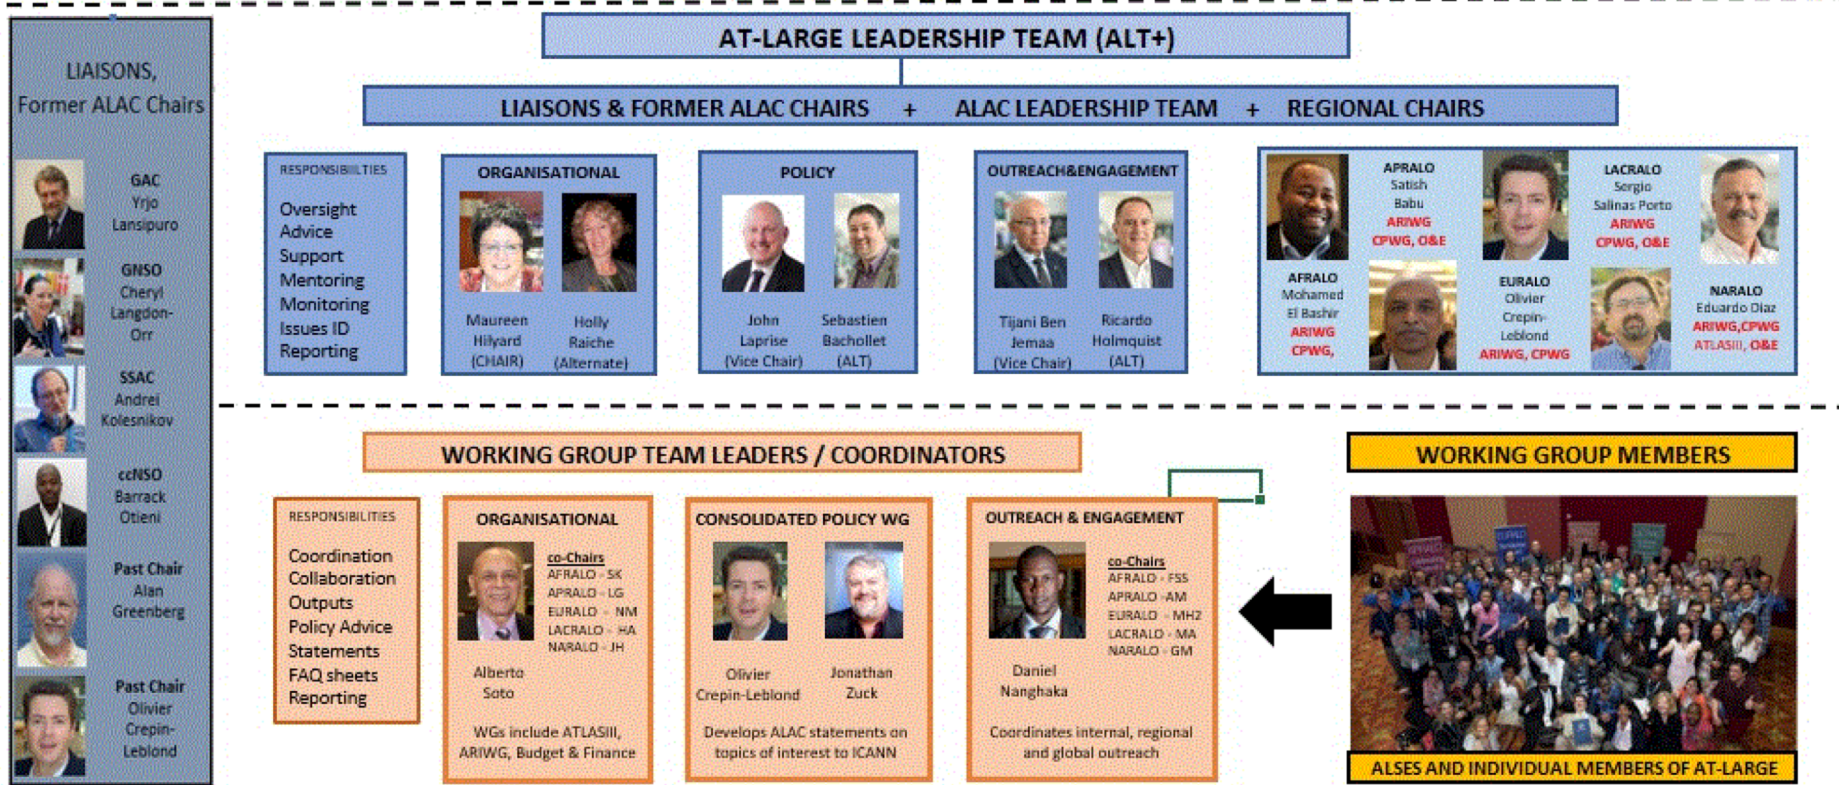 LIAISONS,
Former ALAC Chairs
GAC
Yrjo
Lansipuro
GNSO
Cheryl
Langdon-
Orr
SSAC
Andrei
Kolesnikov
ccNSO
Barrack
Otieni
Past Chair
Alan
Greenberg
Past Chair
Olivier
Crepin-
Leblond
AT-LARGE LEADERSHIP TEAM (ALT+)
LIAISONS & FORMER ALAC CHAIRS + ALAC LEADERSHIP TEAM + REGIONAL CHAIRS
RESPONSIBIILTIES
Oversight
Advice
Support
Mentoring
Monitoring
Issues ID
Reporting
ORGANISATIONAL
Maureen
Hilyard
(CHAIR)
Holly
Raiche
(Alternate)
POLICY
John
Laprise
(Vice Chair)
Sebastien
Bachollet
(ALT)
OUTREACH&ENGAGEMENT
Tijani Ben
Jemaa
(Vice Chair)
Ricardo
Holmquist
(ALT)
AFRALO
Mohamed
El Bashir
ARIWG
CPWG,
APRALO
Satish
Babu
ARIWG
CPWG, O&E
EURALO
Olivier
Crepin-
Leblond
ARIWG, CPWG
LACRALO
Sergio
Salinas Porto
ARIWG
CPWG, O&E
NARALO
Eduardo Diaz
ARIWG,CPWG
ATLASIII, O&E
WORKING GROUP TEAM LEADERS / COORDINATORS
RESPONSIBILITIES
Coordination
Collaboration
Outputs
Policy Advice
Statements
FAQ sheets
Reporting
ORGANISATIONAL
co-Chairs
AFRALO - SK
APRALO - LG
EURALO - NM
LACRALO - HA
NARALO - JH
Alberto
Soto
WGs include ATLASIII,
ARIWG, Budget & Finance
CONSOLIDATED POLICY WG
Olivier
Crepin-Leblond
Jonathan
Zuck
Develops ALAC statements on
topics of interest to ICANN
OUTREACH & ENGAGEMENT
co-Chairs
AFRALO - FSS
APRALO -AM
EURALO - MH2
LACRALO - MA
NARALO - GM
Daniel
Nanghaka
Coordinates internal, regional
and global outreach
WORKING GROUP MEMBERS
AFRALO
EURALO
ALSES AND INDIVIDUAL MEMBERS OF AT-LARGE